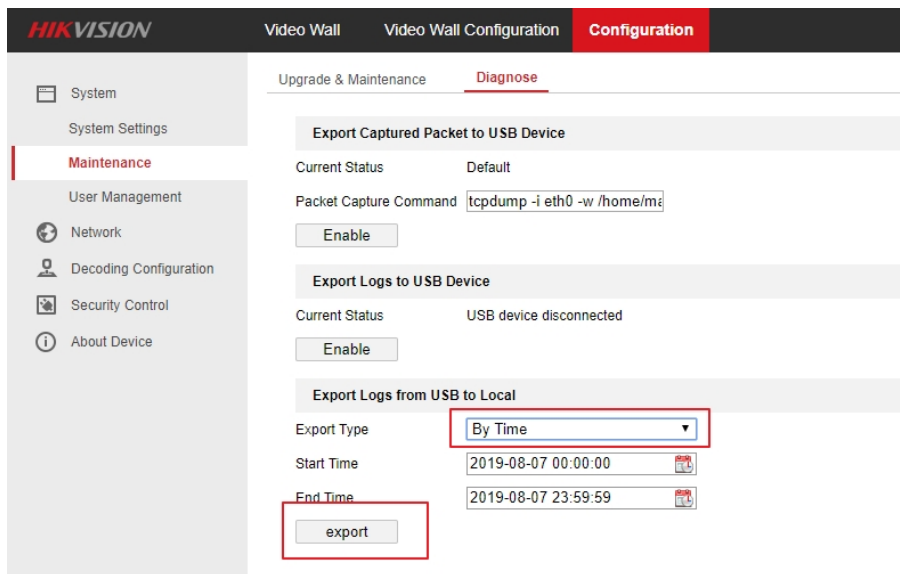 HIKVISION Video Wall Video Wall Configuration Configuration
Upgrade & Maintenance Diagnose
System
System Settings
Maintenance
User Management
Network
Decoding Configuration
Security Control
About Device
Export Captured Packet to USB Device
Current Status Default
Packet Capture Command tcpdump -i eth0 -w /home/ma
Enable
Export Logs to USB Device
Current Status USB device disconnected
Enable
Export Logs from USB to Local
Export Type By Time
Start Time 2019-08-07 00:00:00
End Time 2019-08-07 23:59:59
export